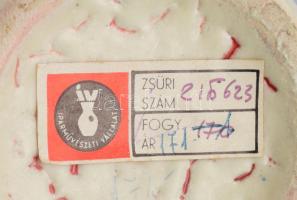 iv
IPARMŰVÉSZETI VÁLLALAT
ZSŰRI
SZÁM
215623
FOGY
ÁR
171